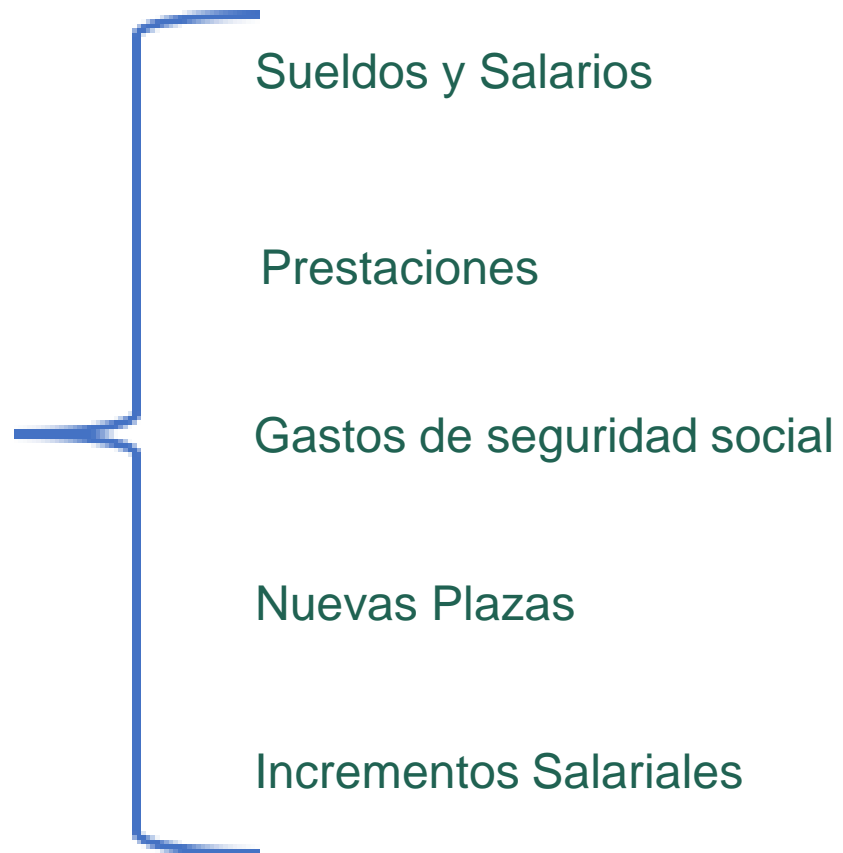 Sueldos y Salarios
Prestaciones
Gastos de seguridad social
Nuevas Plazas
Incrementos Salariales